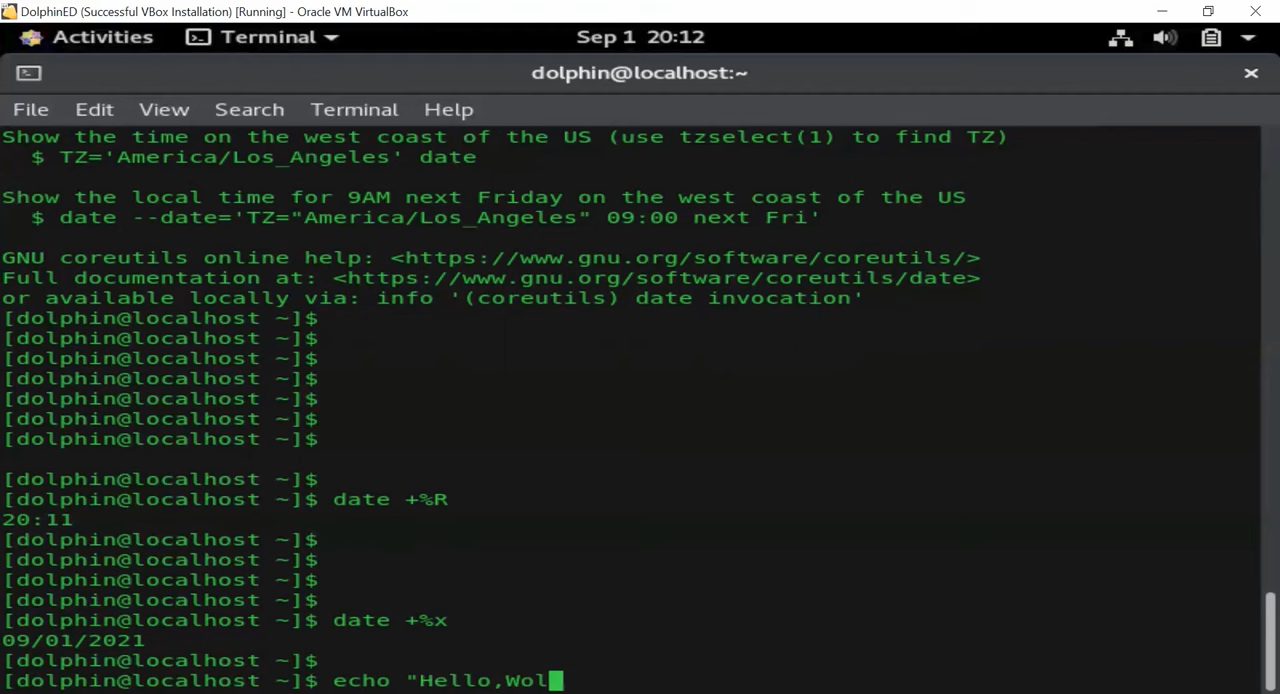 DolphinED (Successful VBox Installation) [Running] - Oracle VM VirtualBox
Activities Terminal Sep 1 20:12
dolphin@localhost:~
File Edit View Search Terminal Help
Show the time on the west coast of the US (use tzselect(1) to find TZ)
  $ TZ='America/Los_Angeles' date

Show the local time for 9AM next Friday on the west coast of the US
  $ date --date='TZ="America/Los_Angeles" 09:00 next Fri'

GNU coreutils online help: <https://www.gnu.org/software/coreutils/>
Full documentation at: <https://www.gnu.org/software/coreutils/date>
or available locally via: info '(coreutils) date invocation'
[dolphin@localhost ~]$
[dolphin@localhost ~]$
[dolphin@localhost ~]$
[dolphin@localhost ~]$
[dolphin@localhost ~]$
[dolphin@localhost ~]$
[dolphin@localhost ~]$

[dolphin@localhost ~]$
[dolphin@localhost ~]$ date +%R
20:11
[dolphin@localhost ~]$
[dolphin@localhost ~]$
[dolphin@localhost ~]$
[dolphin@localhost ~]$
[dolphin@localhost ~]$ date +%x
09/01/2021
[dolphin@localhost ~]$
[dolphin@localhost ~]$ echo "Hello,Wol